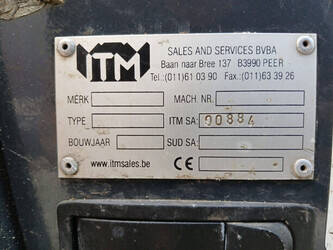 ITM
SALES AND SERVICES BVBA
Baan naar Bree 137 B3990 PEER
Tel.:(011)61 03 90 Fax.:(011)63 39 26
MERK MACH NR.
TYPE ITM SA: 00884
BOUWJAAR SUD SA:
www.itmsales.be CE